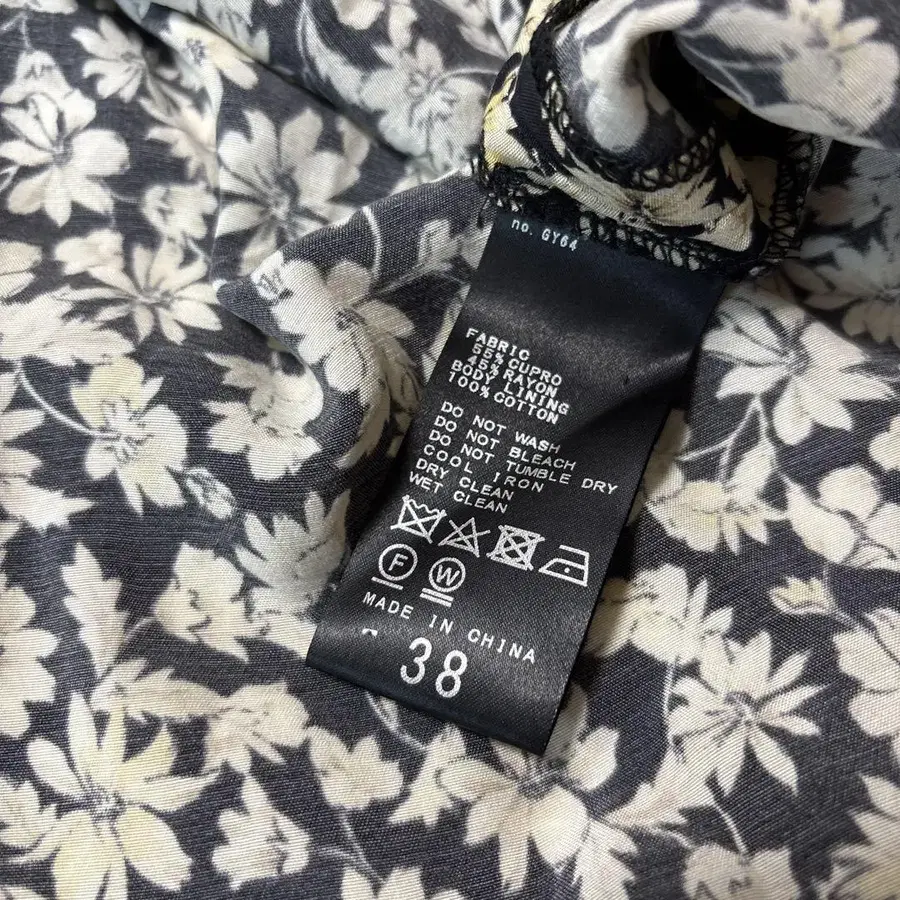 no. GY64
FABRIC
55% CUPRO
45% RAYON
BODY LINING
100% COTTON
DO NOT WASH
DO NOT BLEACH
DO NOT TUMBLE DRY
COOL IRON
DRY CLEAN
WET CLEAN
F W
MADE IN CHINA
38